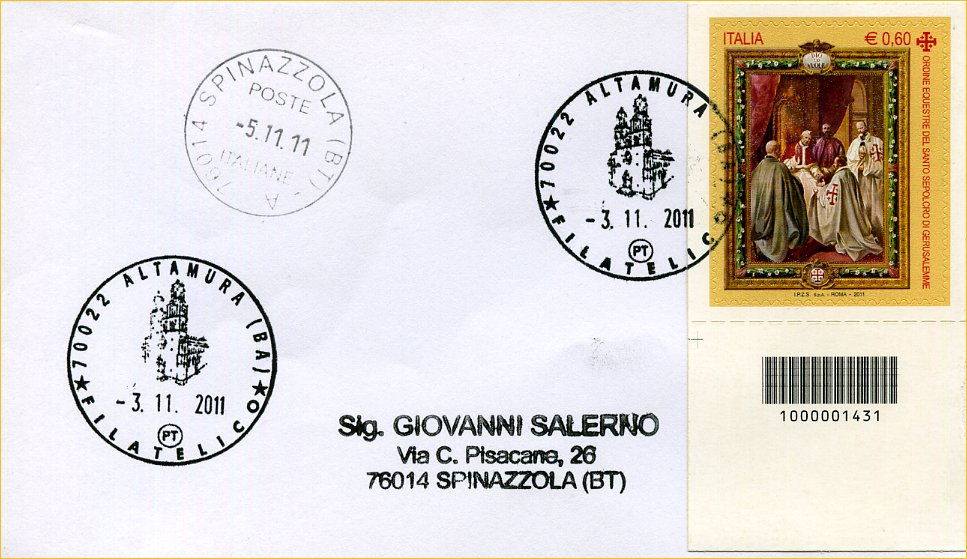 76014 SPINAZZOLA (BT) A
POSTE
-5.11.11
ITALIANE
70022 ALTAMURA (BA)
-3. 11. 2011
PT
★ FILATELICO ★
ITALIA € 0,60
PIO
ORDINE EQUESTRE DEL SANTO SEPOLCRO DI GERUSALEMME
I.P.Z.S. S.p.A. - ROMA - 2011
70022 ALTAMURA (BA)
-3. 11. 2011
PT
★ FILATELICO ★
1000001431
Sig. GIOVANNI SALERNO
Via C. Pisacane, 26
76014 SPINAZZOLA (BT)